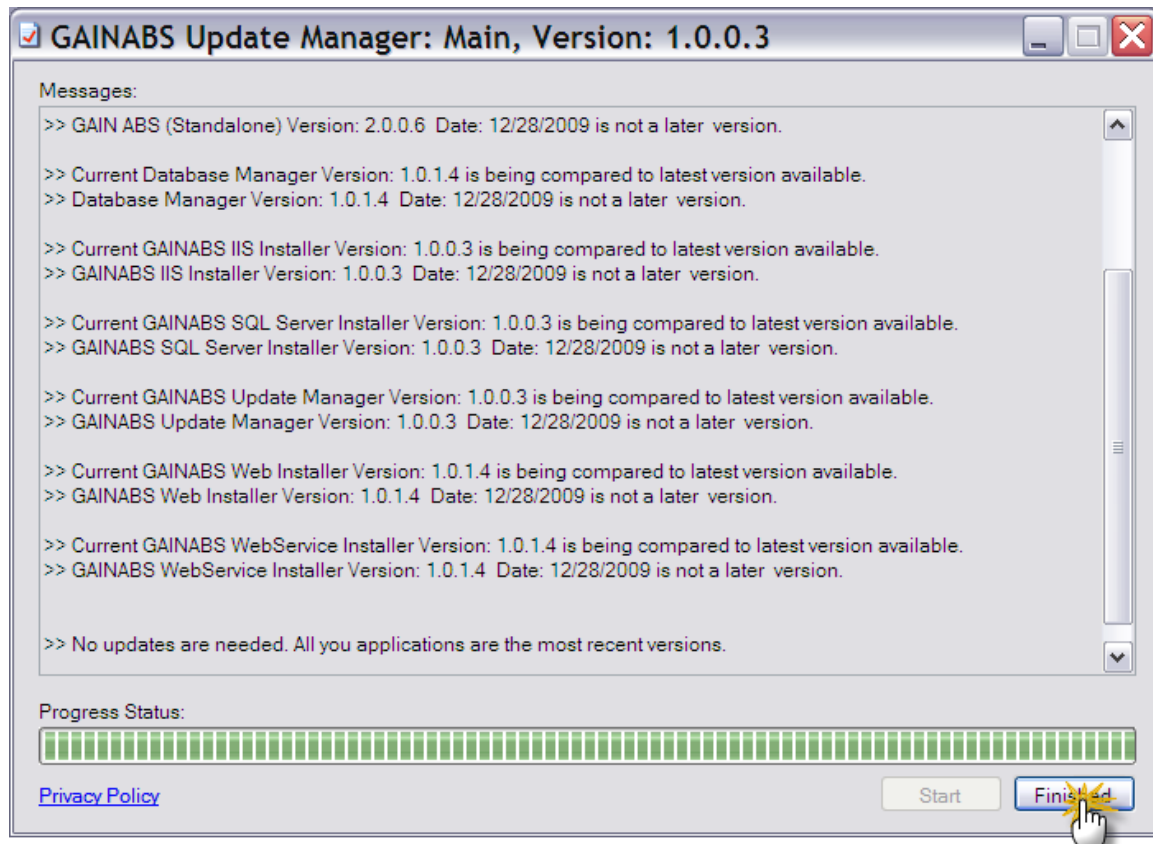 GAINABS Update Manager: Main, Version: 1.0.0.3
Messages:
>> GAIN ABS (Standalone) Version: 2.0.0.6 Date: 12/28/2009 is not a later version.
>> Current Database Manager Version: 1.0.1.4 is being compared to latest version available.
>> Database Manager Version: 1.0.1.4 Date: 12/28/2009 is not a later version.
>> Current GAINABS IIS Installer Version: 1.0.0.3 is being compared to latest version available.
>> GAINABS IIS Installer Version: 1.0.0.3 Date: 12/28/2009 is not a later version.
>> Current GAINABS SQL Server Installer Version: 1.0.0.3 is being compared to latest version available.
>> GAINABS SQL Server Installer Version: 1.0.0.3 Date: 12/28/2009 is not a later version.
>> Current GAINABS Update Manager Version: 1.0.0.3 is being compared to latest version available.
>> GAINABS Update Manager Version: 1.0.0.3 Date: 12/28/2009 is not a later version.
>> Current GAINABS Web Installer Version: 1.0.1.4 is being compared to latest version available.
>> GAINABS Web Installer Version: 1.0.1.4 Date: 12/28/2009 is not a later version.
>> Current GAINABS WebService Installer Version: 1.0.1.4 is being compared to latest version available.
>> GAINABS WebService Installer Version: 1.0.1.4 Date: 12/28/2009 is not a later version.
>> No updates are needed. All you applications are the most recent versions.
Progress Status:
Privacy Policy
Start
Finished